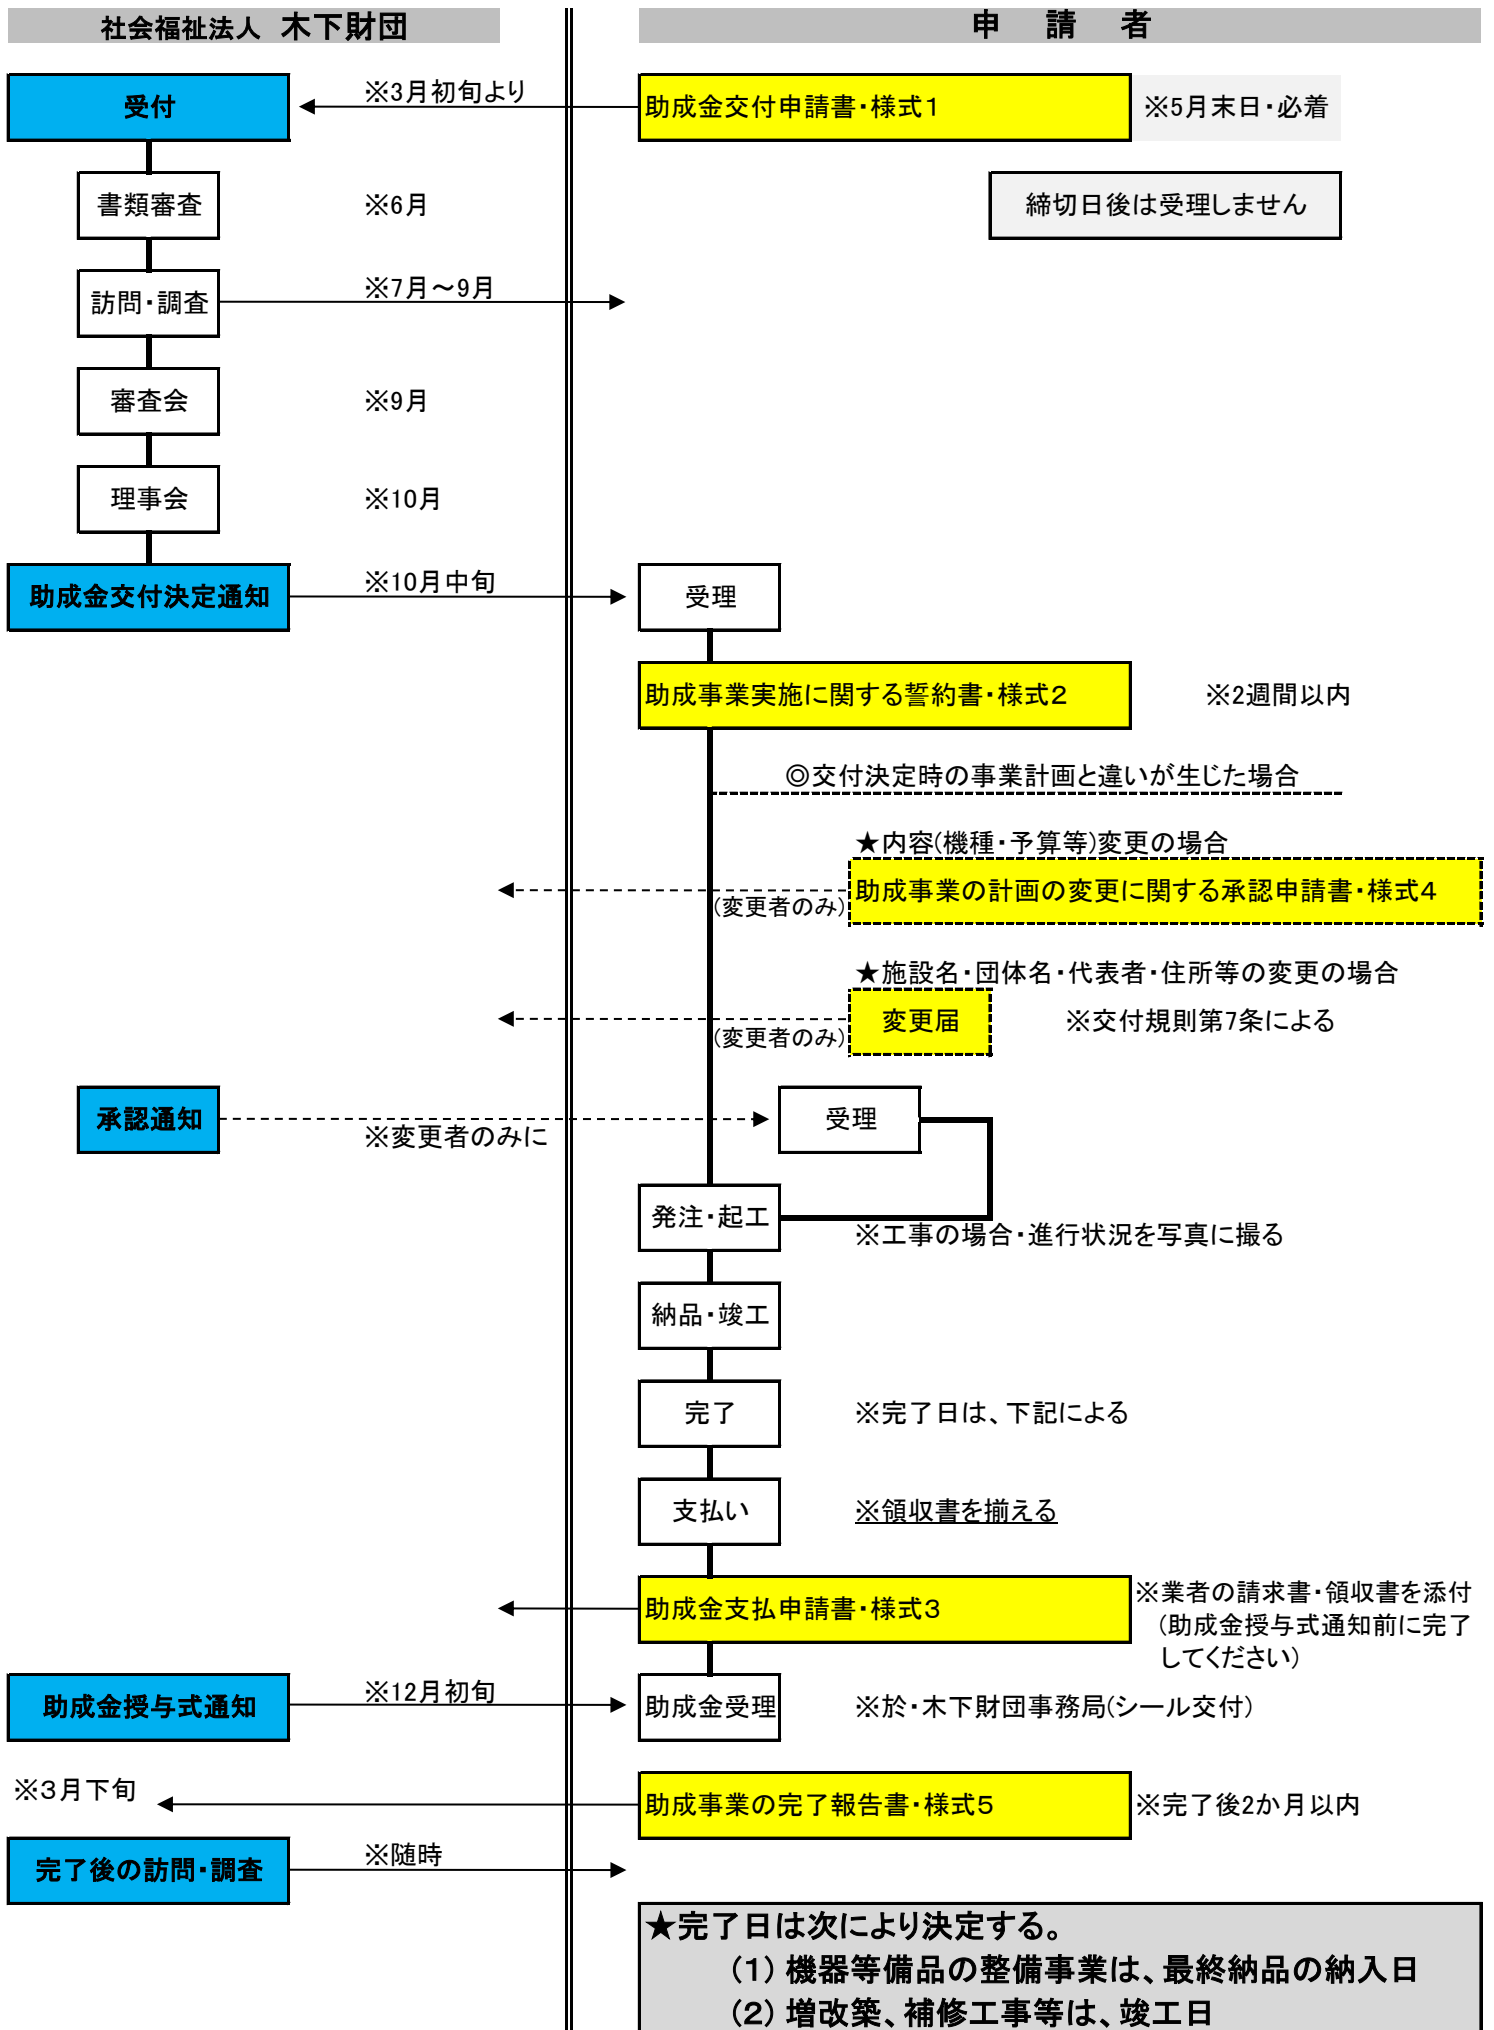 社会福祉法人 木下財団
申 請 者
受付
※3月初旬より
助成金交付申請書・様式1
※5月末日・必着
書類審査
※6月
締切日後は受理しません
訪問・調査
※7月～9月
審査会
※9月
理事会
※10月
助成金交付決定通知
※10月中旬
受理
助成事業実施に関する誓約書・様式2
※2週間以内
◎交付決定時の事業計画と違いが生じた場合
★内容(機種・予算等)変更の場合
助成事業の計画の変更に関する承認申請書・様式4
(変更者のみ)
★施設名・団体名・代表者・住所等の変更の場合
変更届
※交付規則第7条による
(変更者のみ)
承認通知
※変更者のみに
受理
発注・起工
※工事の場合・進行状況を写真に撮る
納品・竣工
完了
※完了日は、下記による
支払い
※領収書を揃える
助成金支払申請書・様式3
※業者の請求書・領収書を添付
(助成金授与式通知前に完了
してください)
助成金授与式通知
※12月初旬
助成金受理
※於・木下財団事務局(シール交付)
※3月下旬
助成事業の完了報告書・様式5
※完了後2か月以内
完了後の訪問・調査
※随時
★完了日は次により決定する。
(1) 機器等備品の整備事業は、最終納品の納入日
(2) 増改築、補修工事等は、竣工日